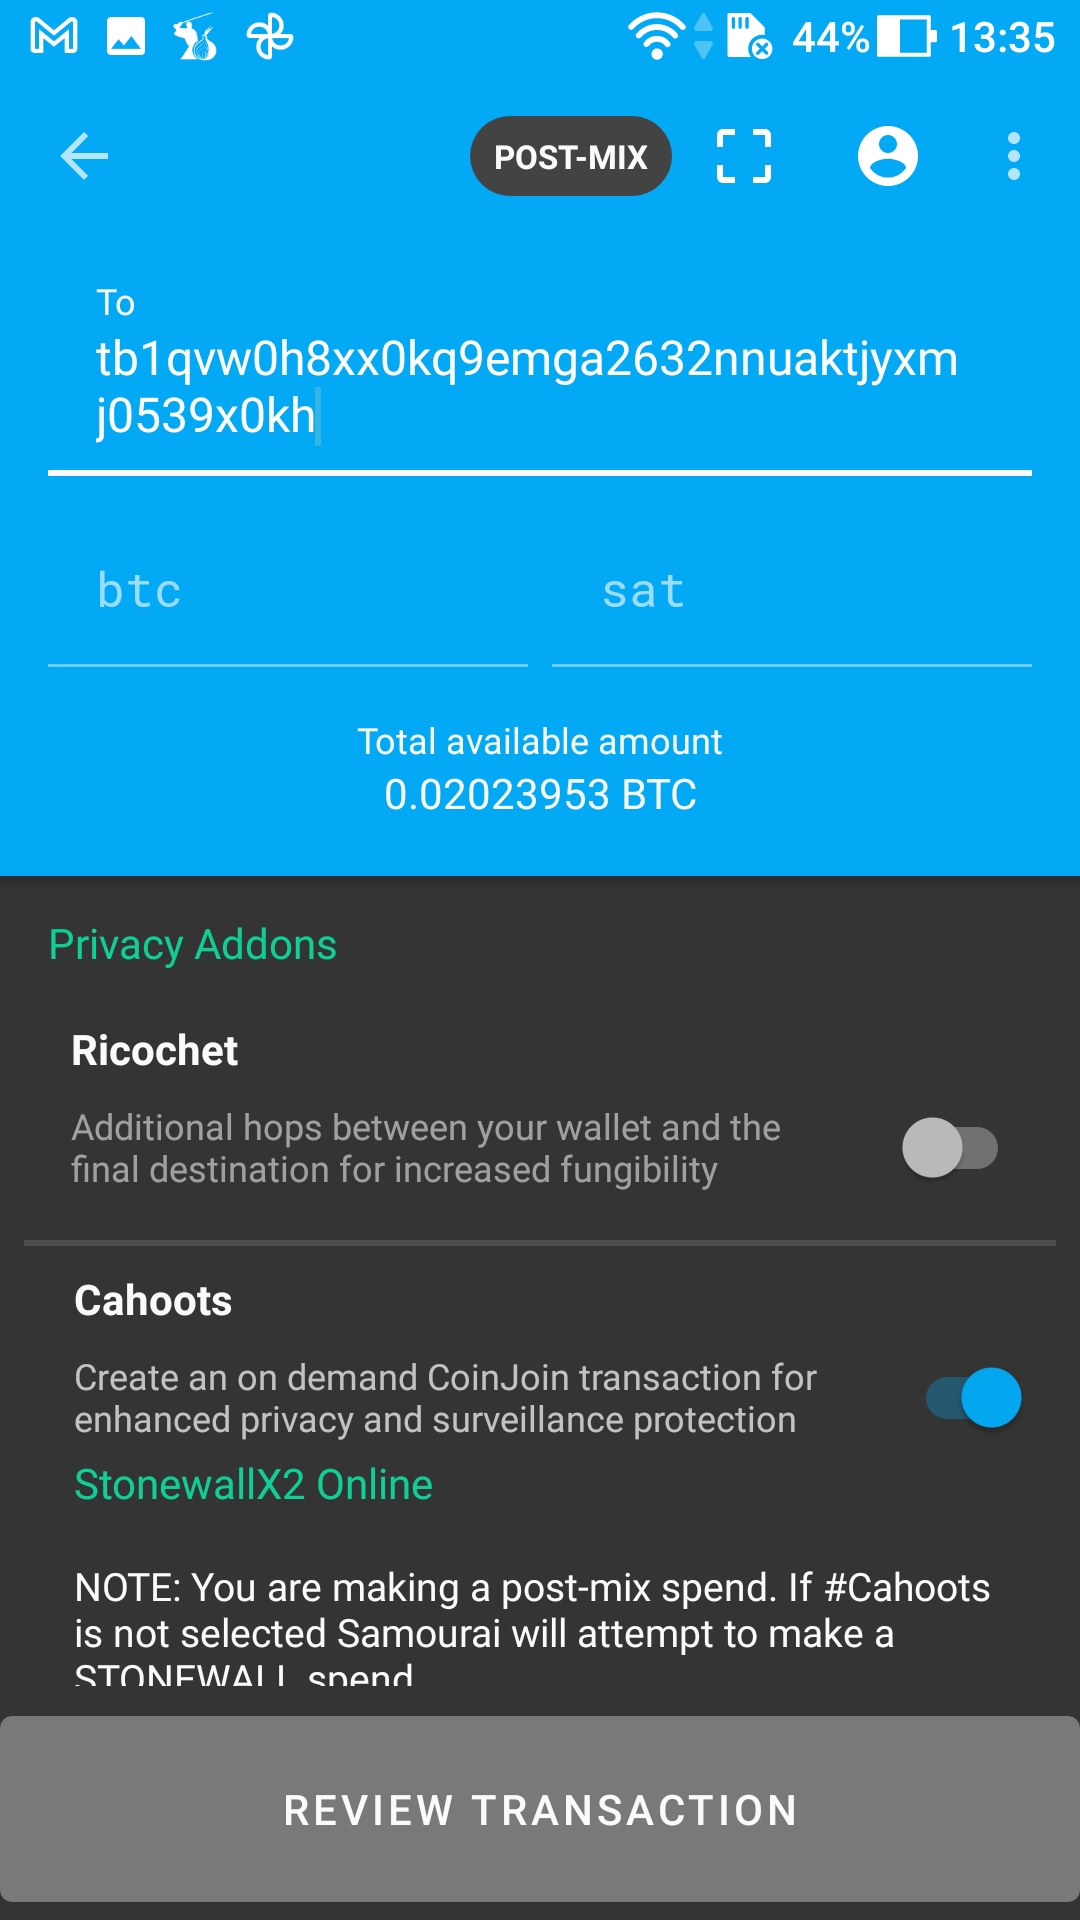 44% 13:35
POST-MIX
To
tb1qvw0h8xx0kq9emga2632nnuaktjyxm
j0539x0kh
btc sat
Total available amount
0.02023953 BTC
Privacy Addons
Ricochet
Additional hops between your wallet and the
final destination for increased fungibility
Cahoots
Create an on demand CoinJoin transaction for
enhanced privacy and surveillance protection
StonewallX2 Online
NOTE: You are making a post-mix spend. If #Cahoots
is not selected Samourai will attempt to make a
STONEWALL spend
REVIEW TRANSACTION